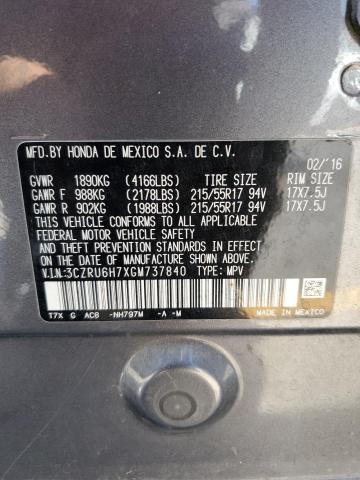 MFD.BY HONDA DE MEXICO S.A. DE C.V. 02/'16
GVWR 1890KG (4166LBS) TIRE SIZE RIM SIZE
GAWR F 988KG (2178LBS) 215/55R17 94V 17X7.5J
GAWR R 902KG (1988LBS) 215/55R17 94V 17X7.5J
THIS VEHICLE CONFORMS TO ALL APPLICABLE
FEDERAL MOTOR VEHICLE SAFETY AND THEFT
PREVENTION STANDARDS IN EFFECT ON THE DATE
OF MANUFACTURE SHOWN ABOVE.
V.I.N.:3CZRU6H7XGM737840 TYPE: MPV
T7X G AC8 -NH797M -A -M
MADE IN MEXICO